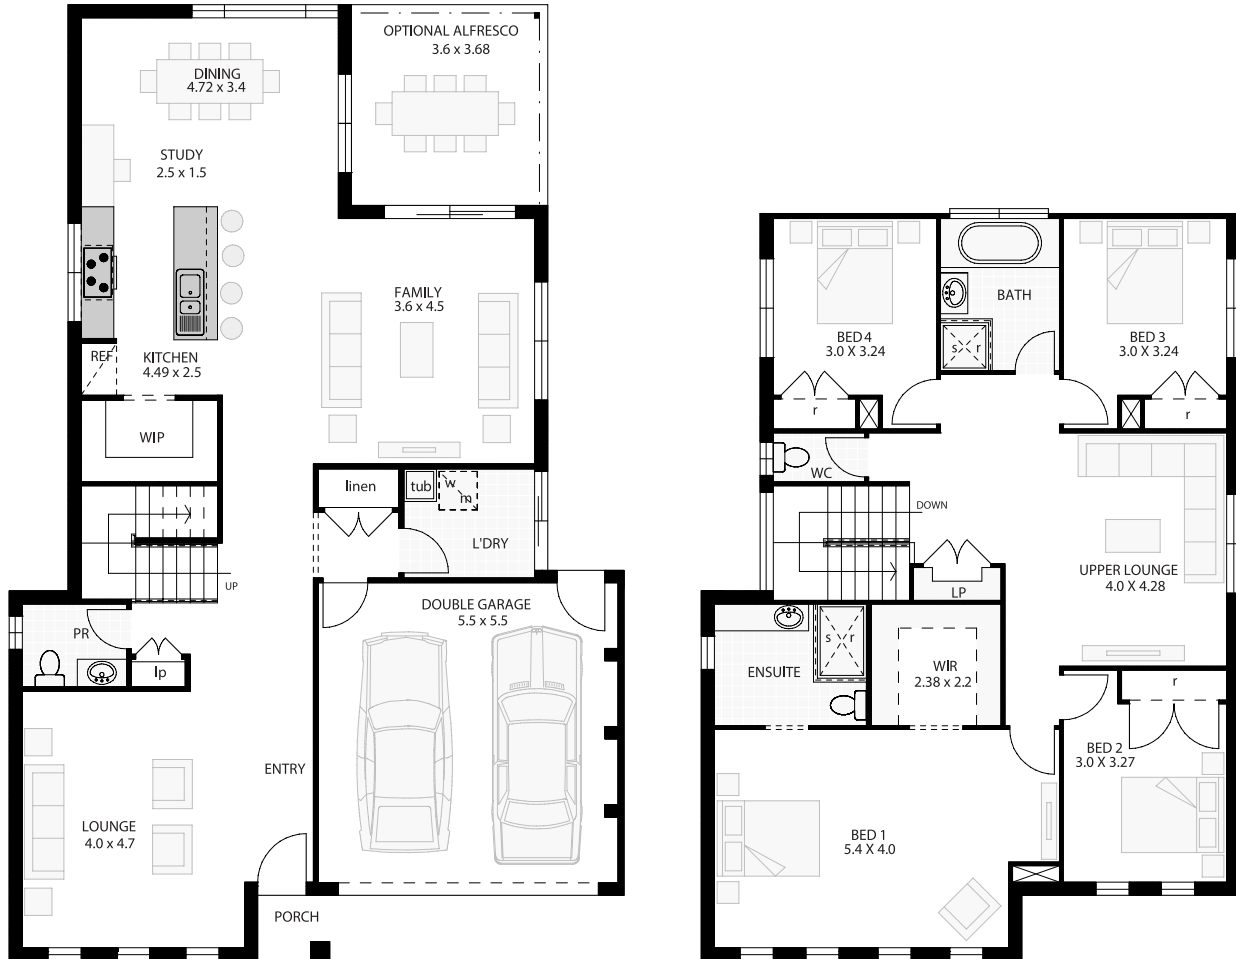 OPTIONAL ALFRESCO
3.6 x 3.68
DINING
4.72 x 3.4
STUDY
2.5 x 1.5
FAMILY
3.6 x 4.5
REF
KITCHEN
4.49 x 2.5
WIP
linen
tub
w
m
L'DRY
UP
PR
lp
DOUBLE GARAGE
5.5 x 5.5
ENTRY
LOUNGE
4.0 x 4.7
PORCH
BATH
BED 4
3.0 X 3.24
s r
BED 3
3.0 X 3.24
r
r
WC
DOWN
UPPER LOUNGE
4.0 X 4.28
LP
s r
ENSUITE
WIR
2.38 x 2.2
r
BED 2
3.0 X 3.27
BED 1
5.4 X 4.0